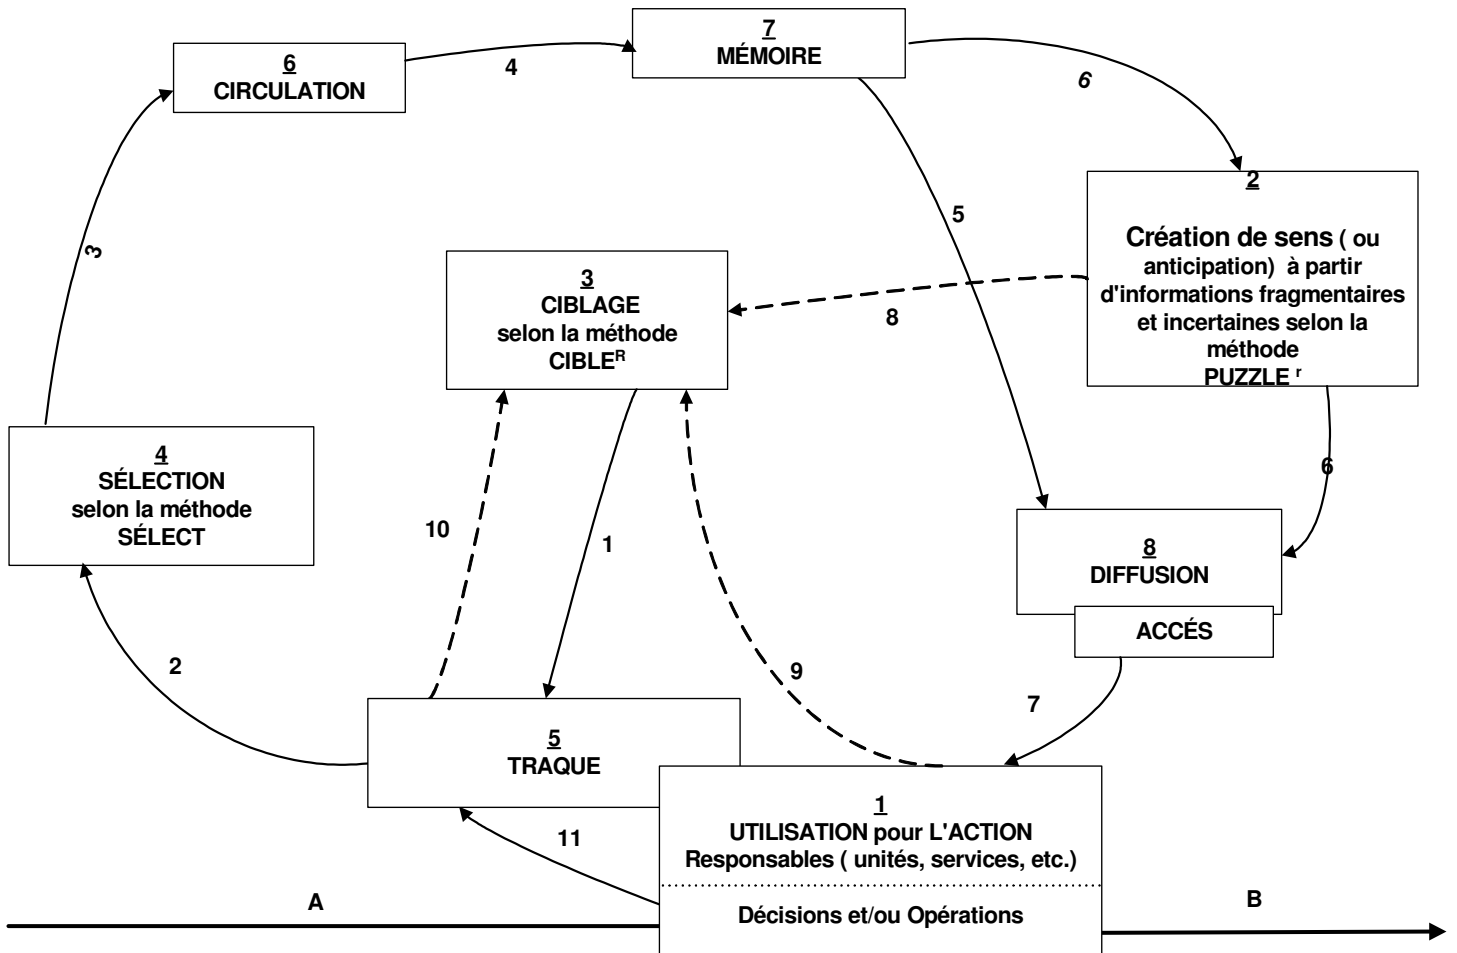 7
MÉMOIRE
6
CIRCULATION
4
6
3
5
2
Création de sens ( ou
anticipation) à partir
d'informations fragmentaires
et incertaines selon la
méthode
PUZZLE r
3
CIBLAGE
selon la méthode
CIBLER
8
4
SÉLECTION
selon la méthode
SÉLECT
10
1
6
8
DIFFUSION
ACCÉS
2
9
7
5
TRAQUE
11
1
UTILISATION pour L'ACTION
Responsables ( unités, services, etc.)
Décisions et/ou Opérations
A
B